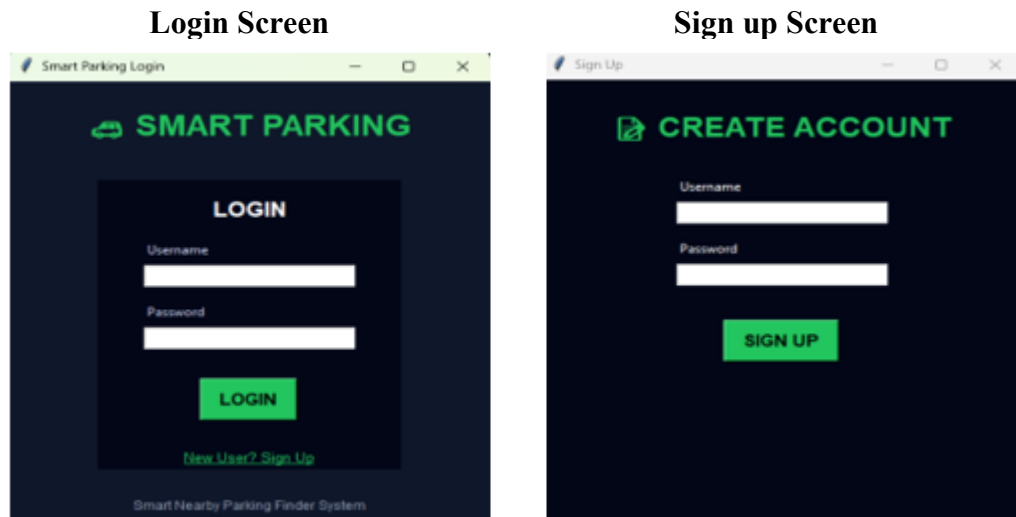 Login Screen
Smart Parking Login
SMART PARKING
LOGIN
Username
Password
LOGIN
New User? Sign Up
Smart Nearby Parking Finder System
Sign up Screen
Sign Up
CREATE ACCOUNT
Username
Password
SIGN UP